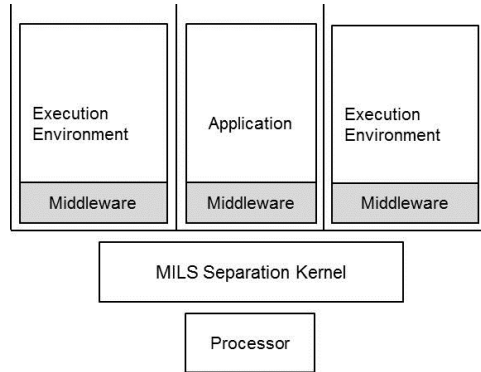 Execution
Environment
Application
Execution
Environment
Middleware
Middleware
Middleware
MILS Separation Kernel
Processor